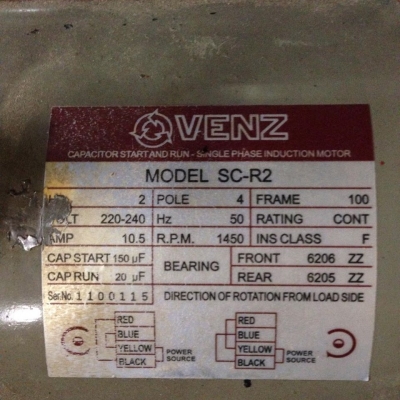 VENZ
CAPACITOR START AND RUN - SINGLE PHASE INDUCTION MOTOR
MODEL SC-R2
2 POLE 4 FRAME 100
VOLT 220-240 Hz 50 RATING CONT
AMP 10.5 R.P.M. 1450 INS CLASS F
CAP START 150 µF BEARING FRONT 6206 ZZ
CAP RUN 20 µF REAR 6205 ZZ
Ser.No. 1100115 DIRECTION OF ROTATION FROM LOAD SIDE
RED RED
BLUE BLUE
YELLOW POWER SOURCE YELLOW POWER SOURCE
BLACK BLACK